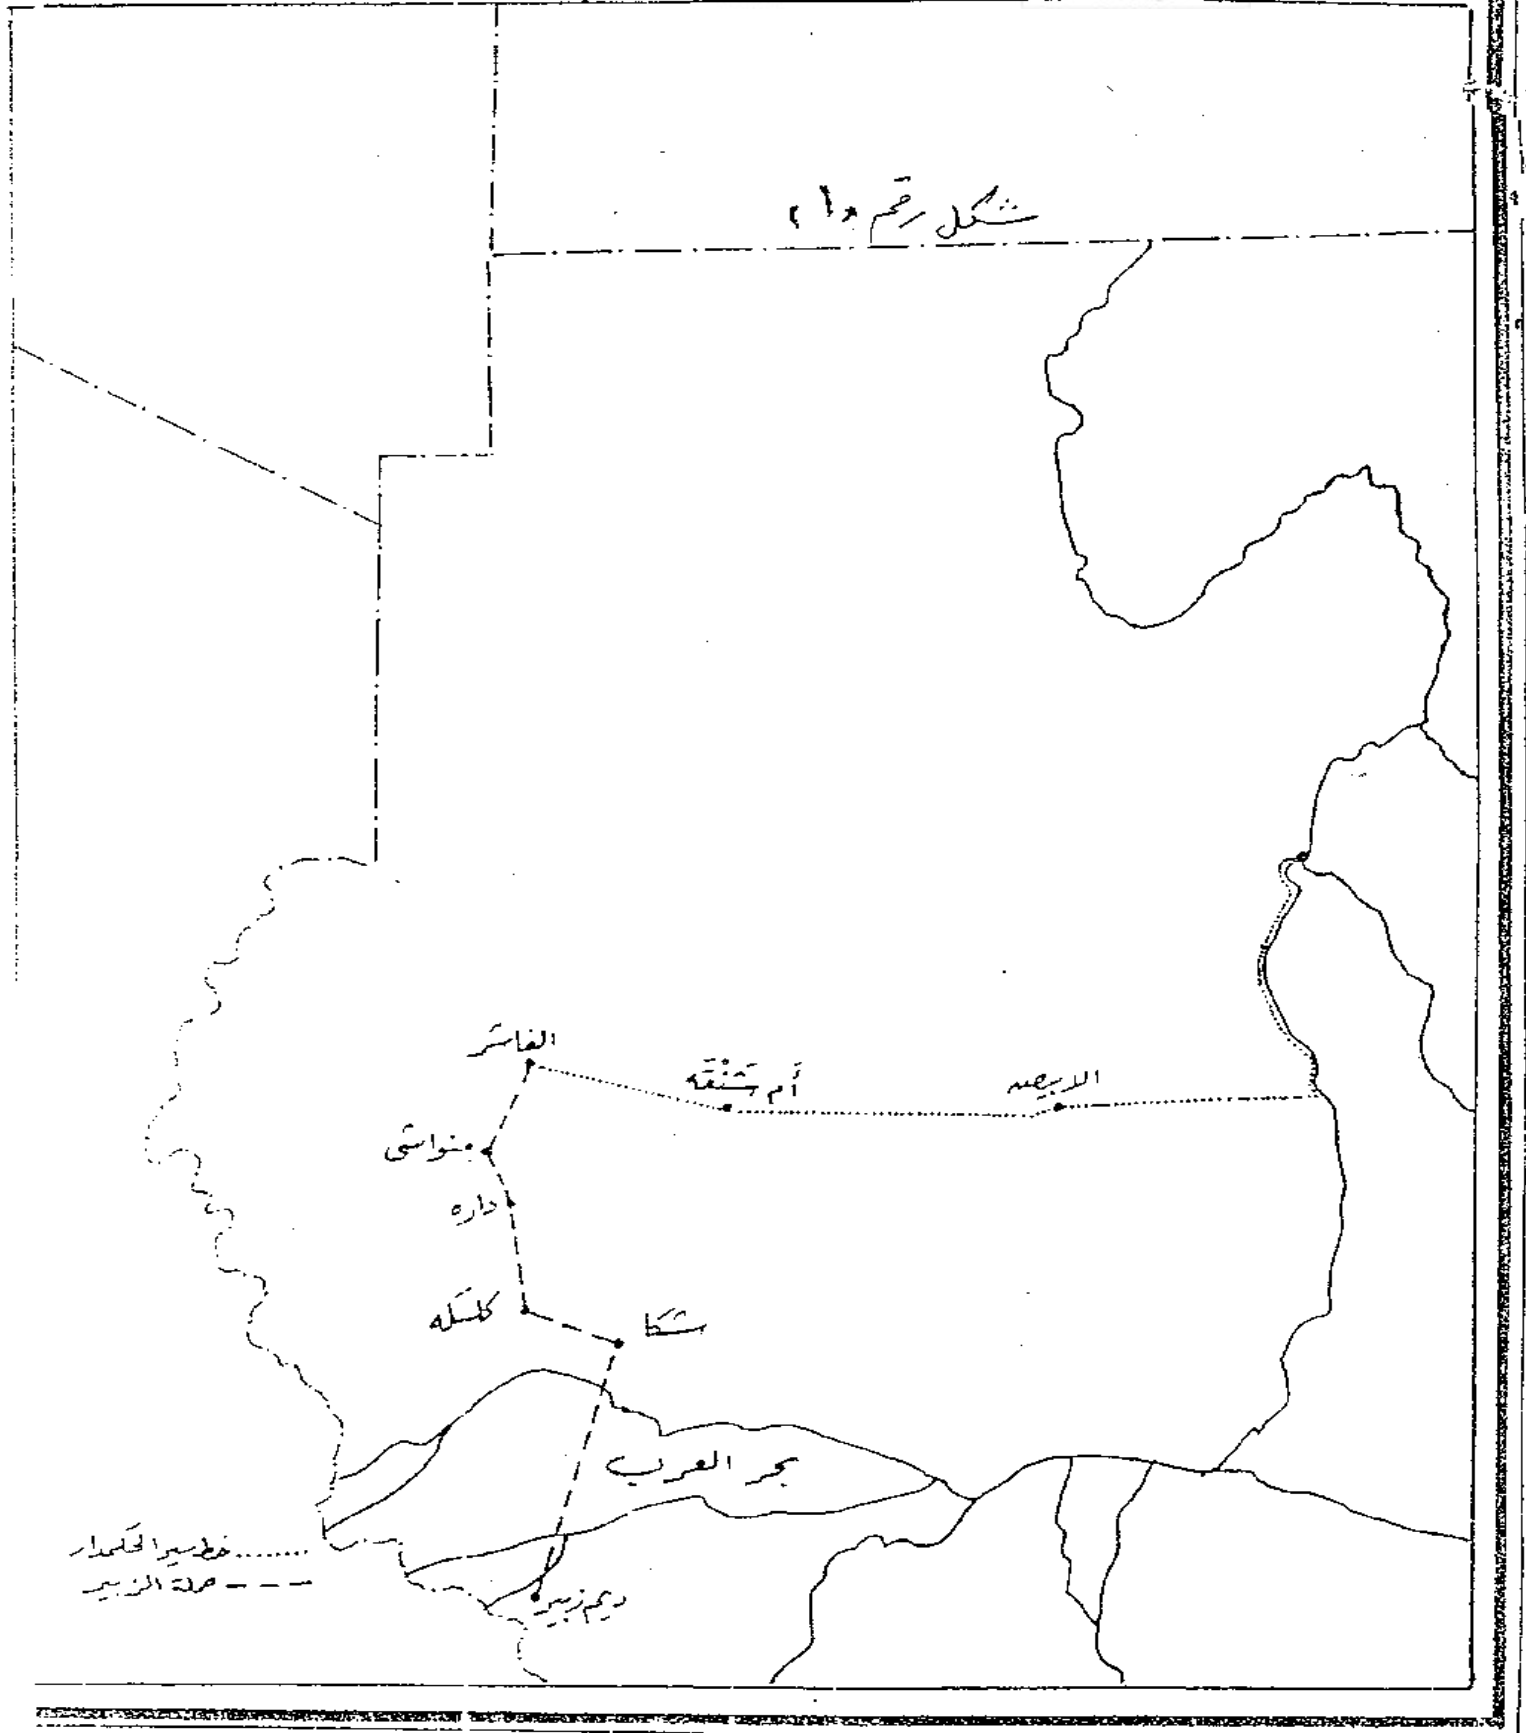 شكل رقم «١»
الفاشر
أم شَنْقَه
الابيض
منواشى
داره
كلكله
شكا
بحر العرب
ديم زبير
خط سير الحكمدار
حملة الزبير